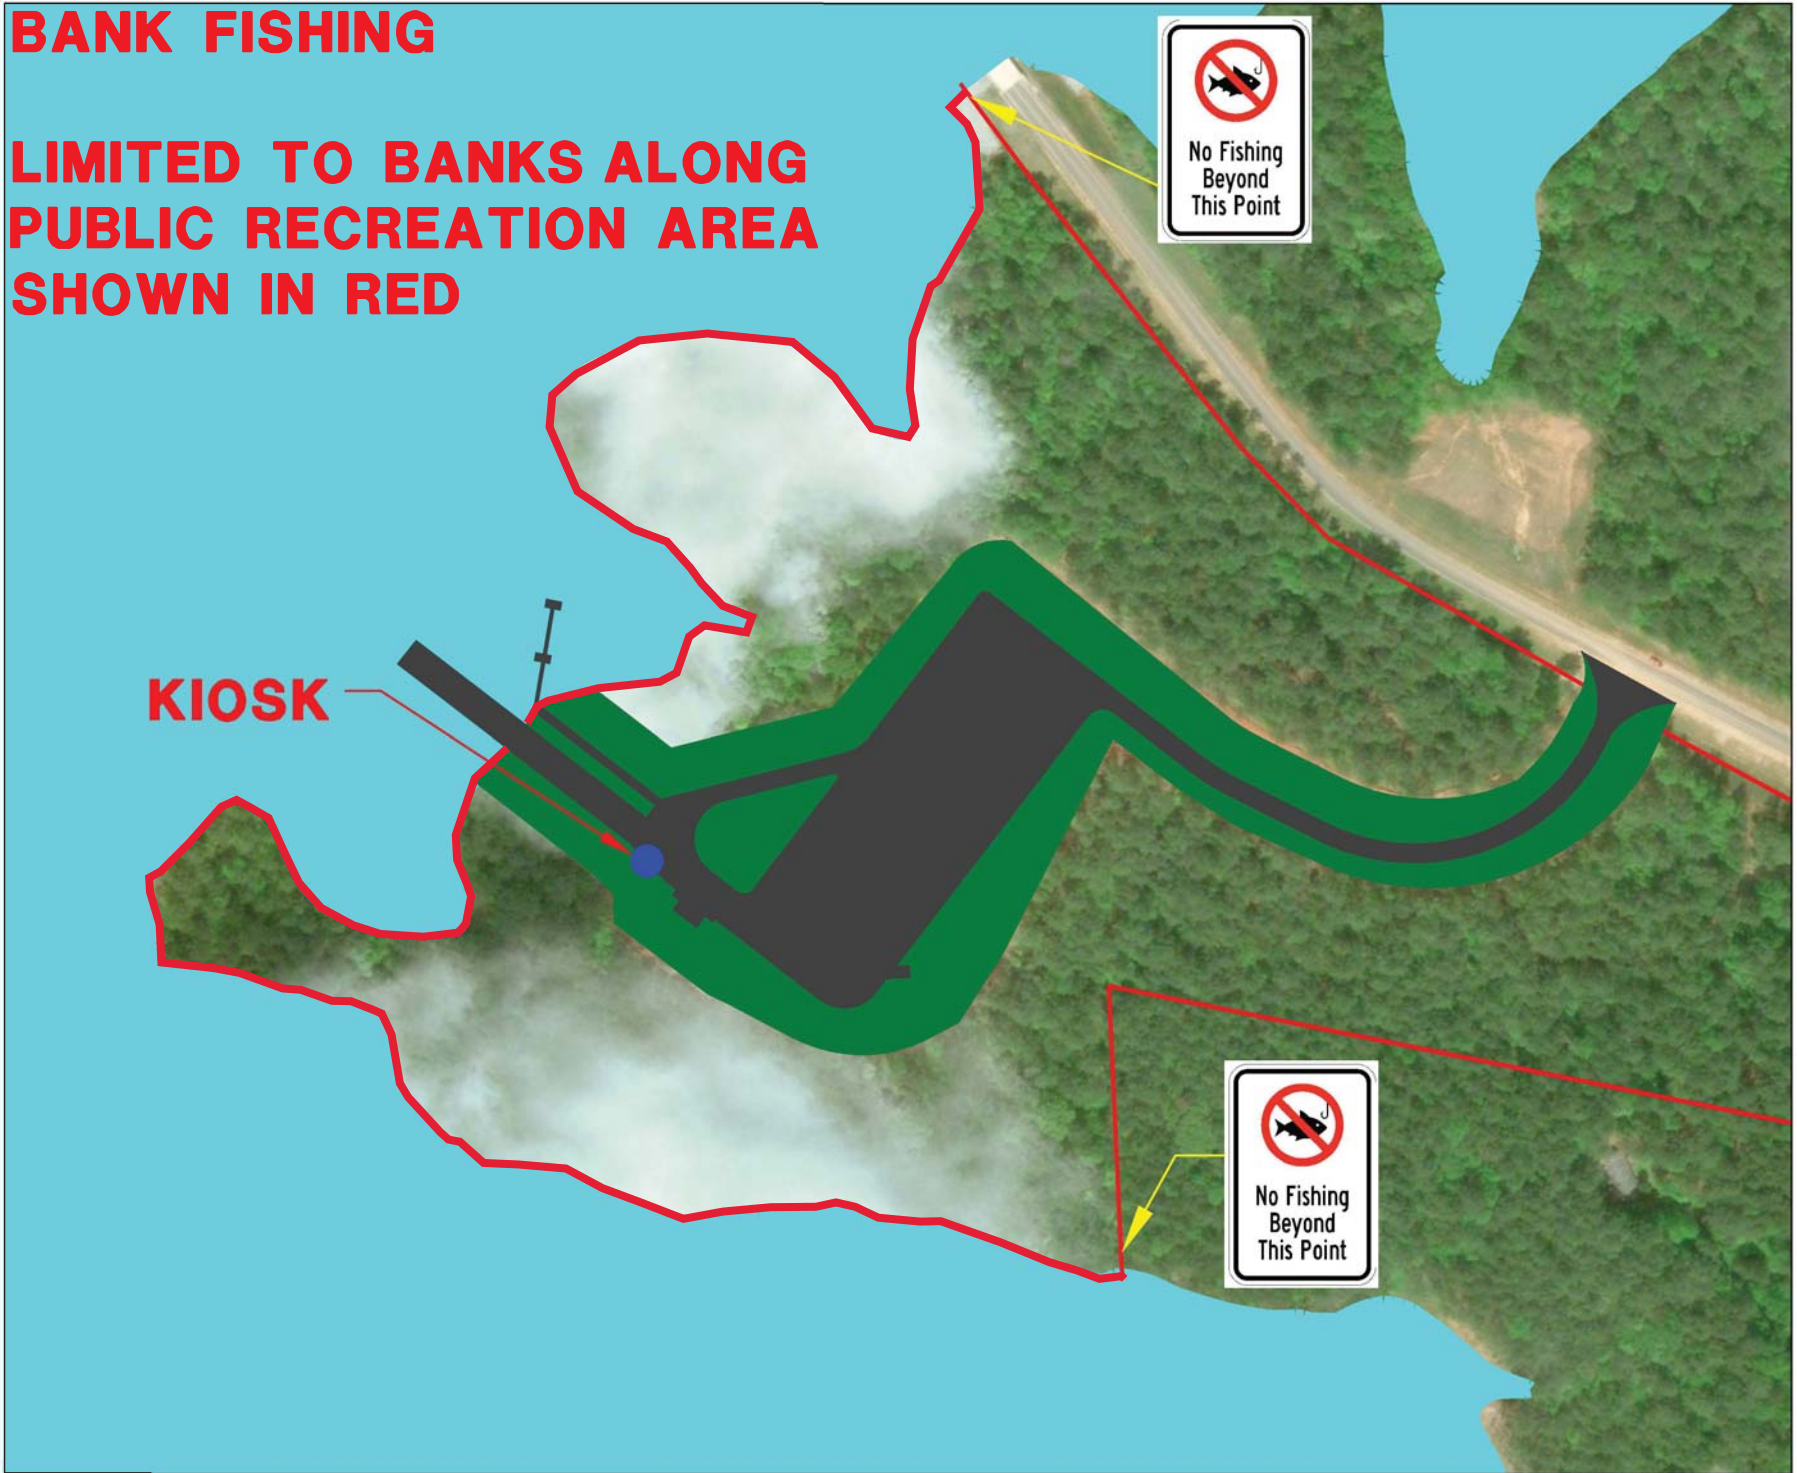 BANK FISHING
LIMITED TO BANKS ALONG
PUBLIC RECREATION AREA
SHOWN IN RED
No Fishing
Beyond
This Point
KIOSK
No Fishing
Beyond
This Point